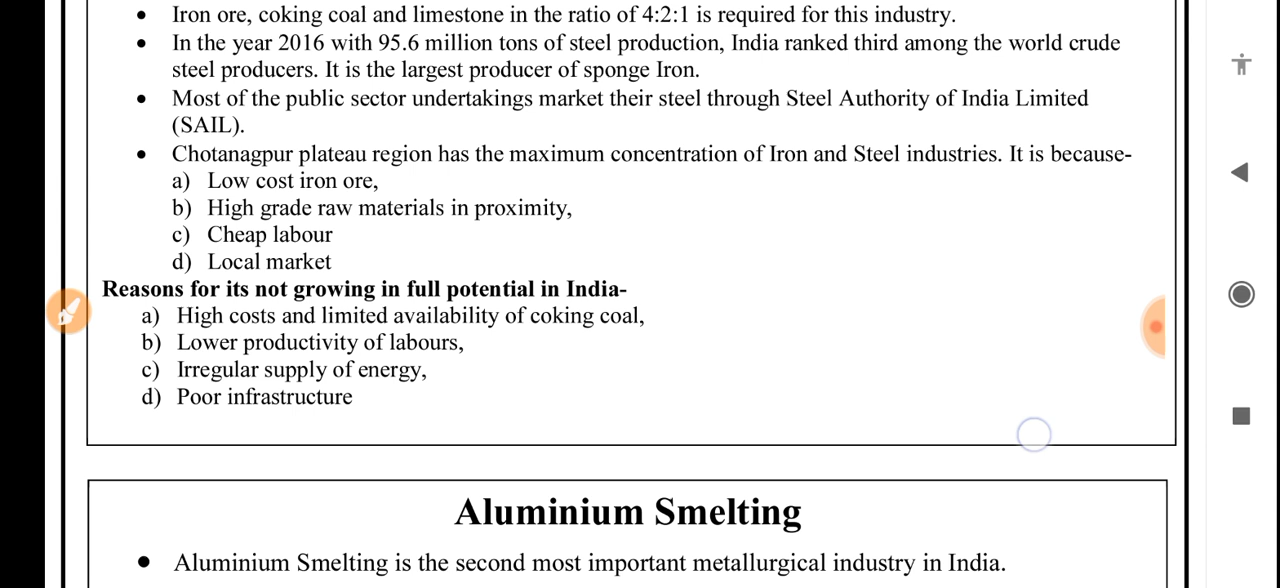 • Iron ore, coking coal and limestone in the ratio of 4:2:1 is required for this industry.
• In the year 2016 with 95.6 million tons of steel production, India ranked third among the world crude
steel producers. It is the largest producer of sponge Iron.
• Most of the public sector undertakings market their steel through Steel Authority of India Limited
(SAIL).
• Chotanagpur plateau region has the maximum concentration of Iron and Steel industries. It is because-
a) Low cost iron ore,
b) High grade raw materials in proximity,
c) Cheap labour
d) Local market
Reasons for its not growing in full potential in India-
a) High costs and limited availability of coking coal,
b) Lower productivity of labours,
c) Irregular supply of energy,
d) Poor infrastructure
Aluminium Smelting
• Aluminium Smelting is the second most important metallurgical industry in India.